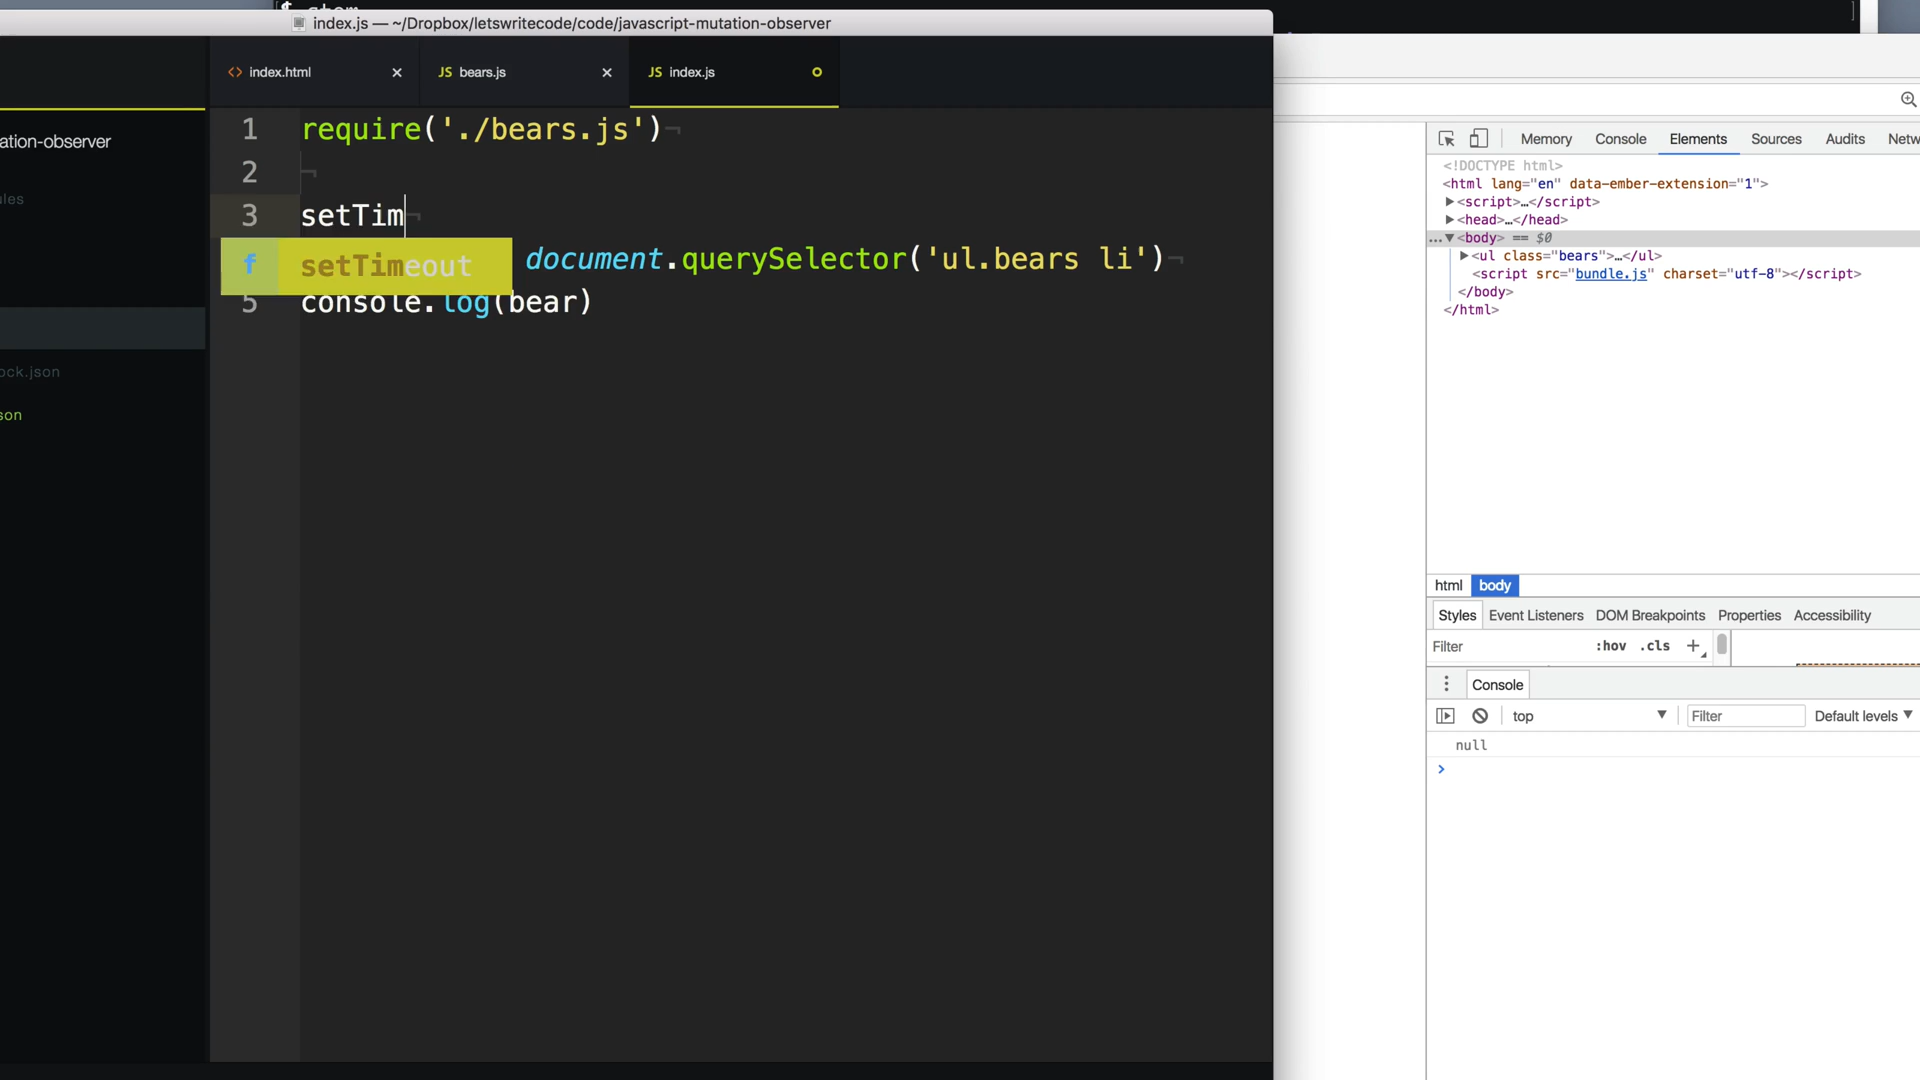 index.js — ~/Dropbox/letswritecode/code/javascript-mutation-observer
index.html
JS bears.js
JS index.js
ation-observer
ules
ock.json
son
1 require('./bears.js')
2
3 setTim
f setTimeout
document.querySelector('ul.bears li')
5 console.log(bear)
Memory Console Elements Sources Audits Netw
<!DOCTYPE html>
<html lang="en" data-ember-extension="1">
<script>…</script>
<head>…</head>
<body> == $0
<ul class="bears">…</ul>
<script src="bundle.js" charset="utf-8"></script>
</body>
</html>
html body
Styles Event Listeners DOM Breakpoints Properties Accessibility
Filter :hov .cls +
Console
top Filter Default levels
null
>